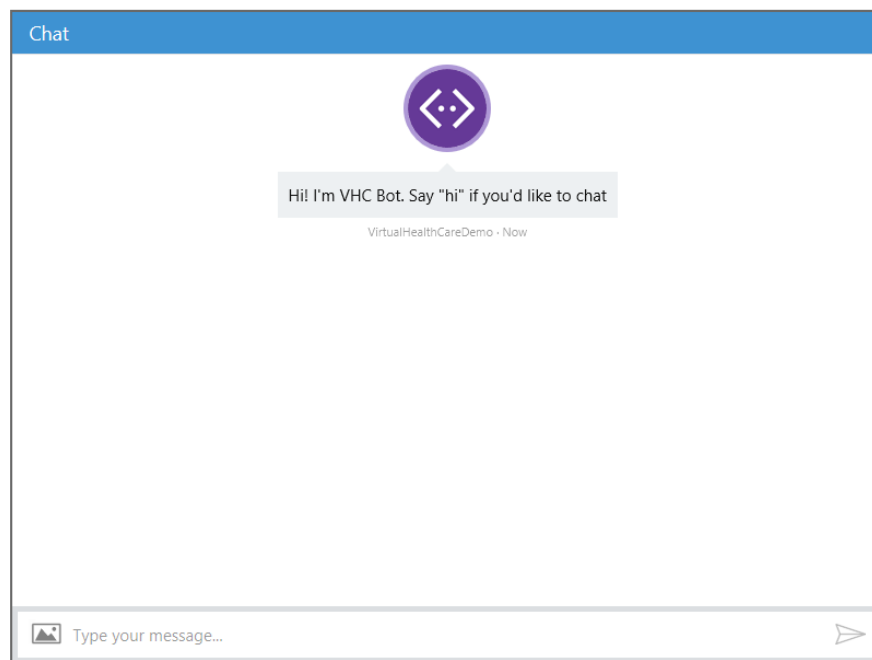 Chat
Hi! I'm VHC Bot. Say "hi" if you'd like to chat
VirtualHealthCareDemo - Now
Type your message...